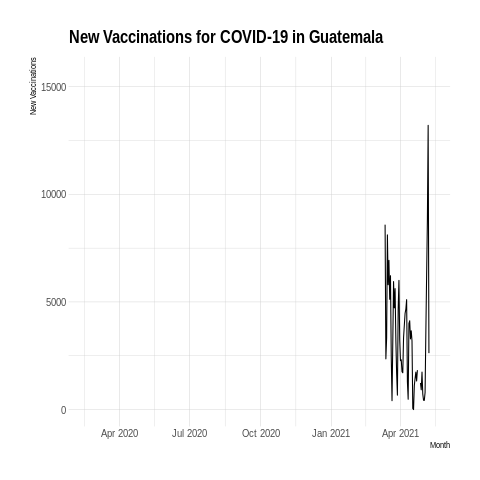 New Vaccinations for COVID-19 in Guatemala
New Vaccinations
15000
10000
5000
0
Apr 2020 Jul 2020 Oct 2020 Jan 2021 Apr 2021
Month